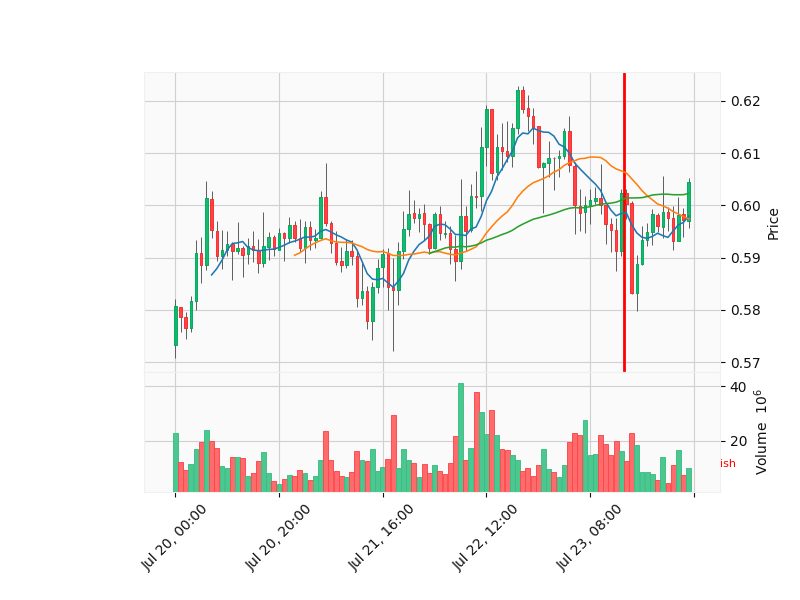 0.62
0.61
0.60
0.59
0.58
0.57
Price
40
20
Volume 10^6
ish
Jul 20, 00:00
Jul 20, 20:00
Jul 21, 16:00
Jul 22, 12:00
Jul 23, 08:00